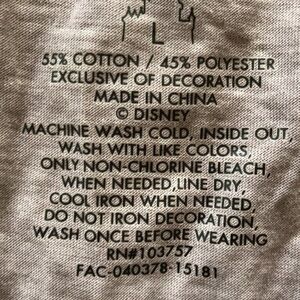 L
55% COTTON / 45% POLYESTER
EXCLUSIVE OF DECORATION
MADE IN CHINA
© DISNEY
MACHINE WASH COLD, INSIDE OUT,
WASH WITH LIKE COLORS,
ONLY NON-CHLORINE BLEACH,
WHEN NEEDED, LINE DRY,
COOL IRON WHEN NEEDED,
DO NOT IRON DECORATION,
WASH ONCE BEFORE WEARING
RN#103757
FAC-040378-15181